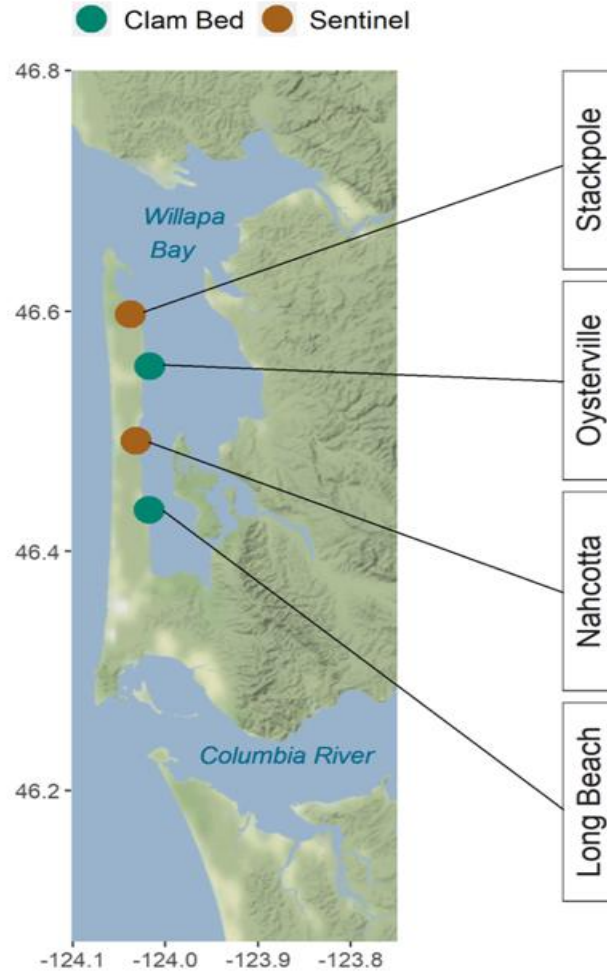 Clam Bed Sentinel
46.8
46.6
46.4
46.2
-124.1 -124.0 -123.9 -123.8
Willapa
Bay
Columbia River
Stackpole
Oysterville
Nahcotta
Long Beach